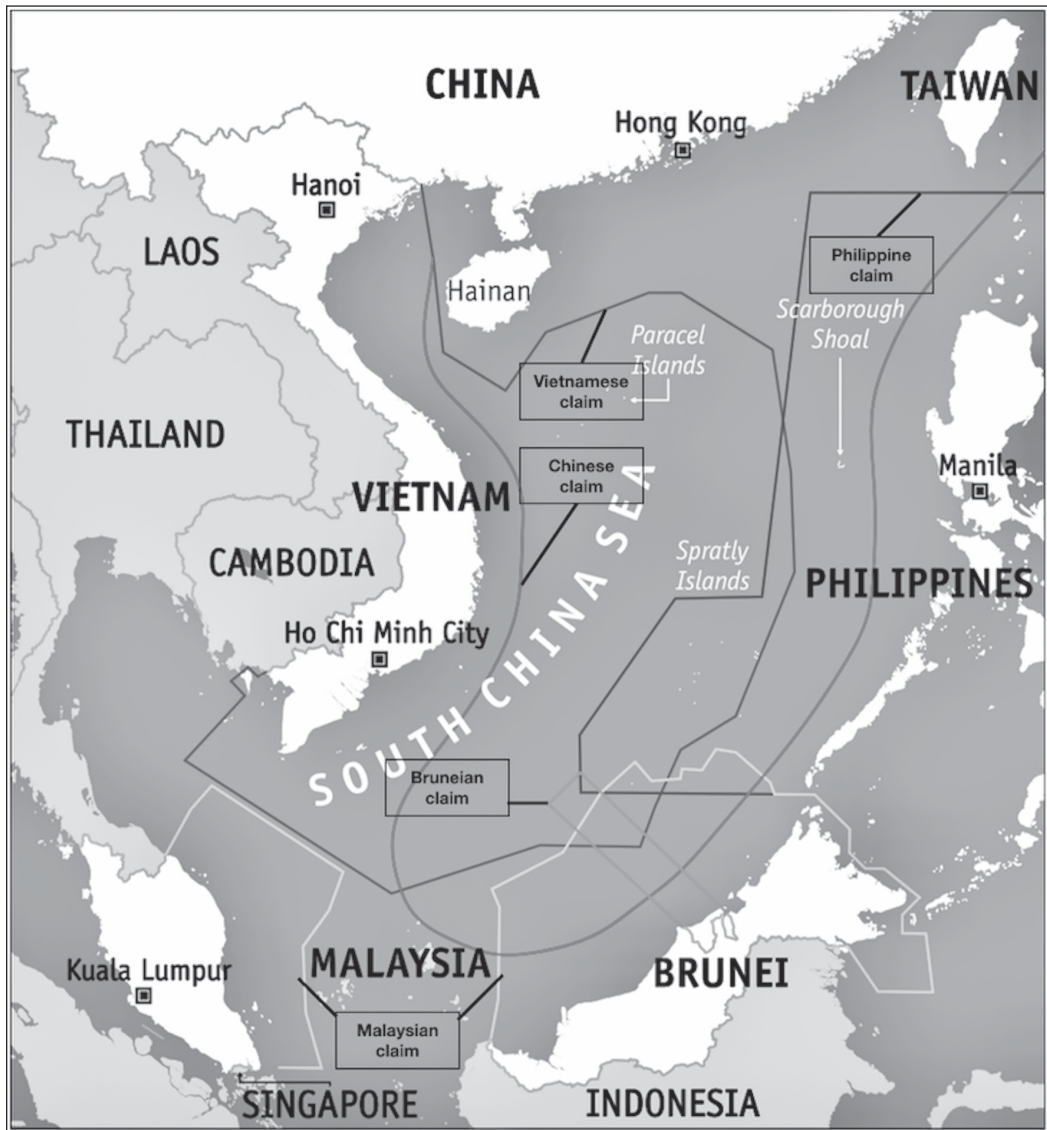 CHINA
TAIWAN
Hong Kong
Hanoi
LAOS
Philippine
claim
Hainan
Scarborough
Shoal
Paracel
Islands
Vietnamese
claim
THAILAND
Chinese
claim
Manila
VIETNAM
CAMBODIA
Spratly
Islands
PHILIPPINES
Ho Chi Minh City
SOUTH CHINA SEA
Bruneian
claim
MALAYSIA
Kuala Lumpur
BRUNEI
Malaysian
claim
SINGAPORE
INDONESIA